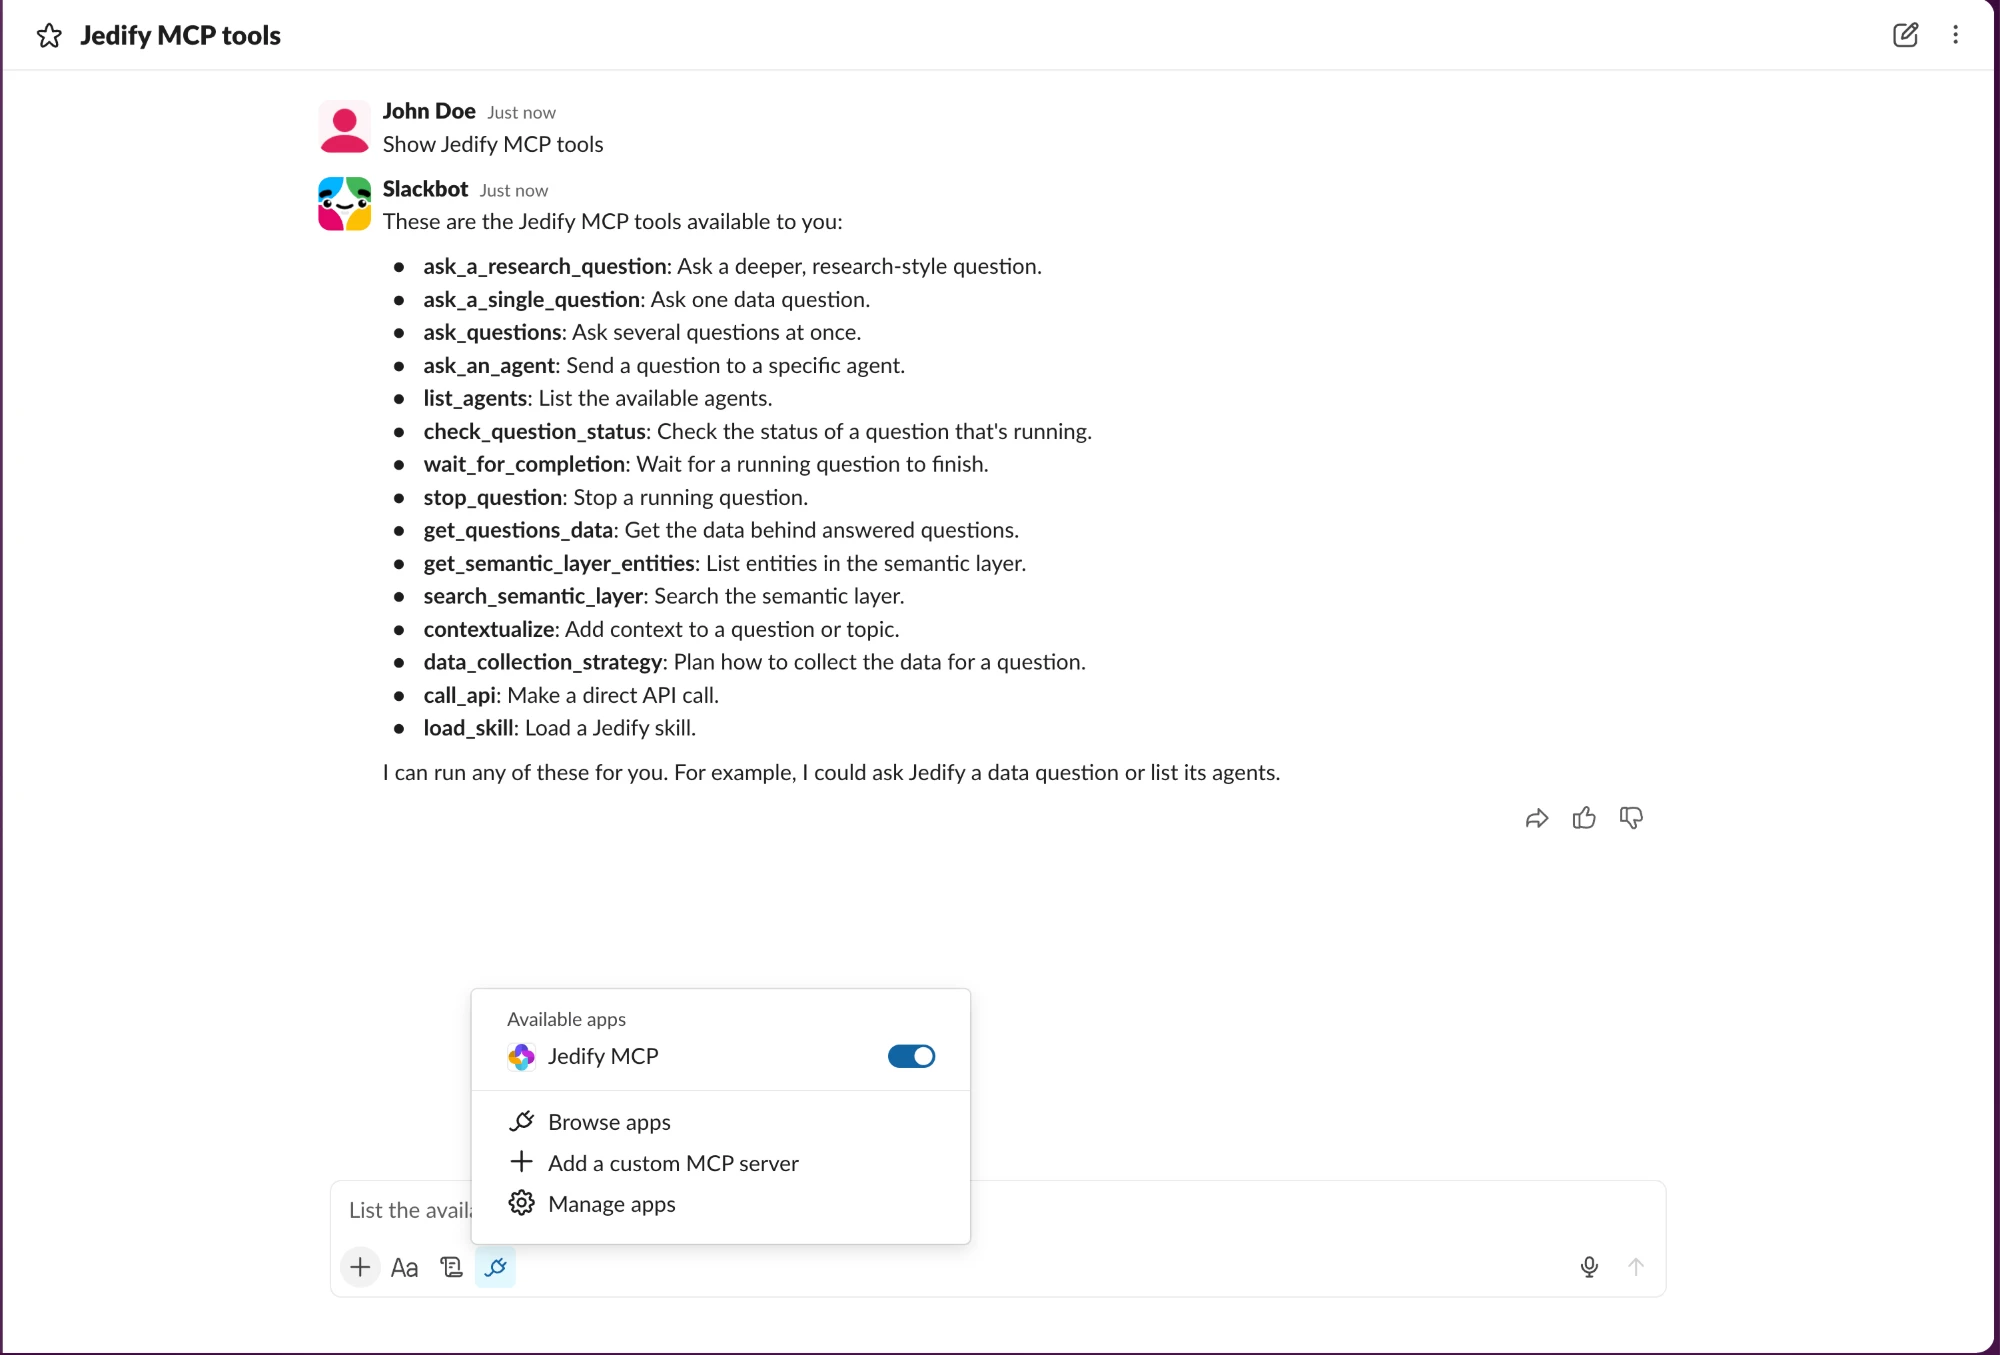 Jedify MCP tools
John Doe Just now
Show Jedify MCP tools
Slackbot Just now
These are the Jedify MCP tools available to you:
ask_a_research_question: Ask a deeper, research-style question.
ask_a_single_question: Ask one data question.
ask_questions: Ask several questions at once.
ask_an_agent: Send a question to a specific agent.
list_agents: List the available agents.
check_question_status: Check the status of a question that's running.
wait_for_completion: Wait for a running question to finish.
stop_question: Stop a running question.
get_questions_data: Get the data behind answered questions.
get_semantic_layer_entities: List entities in the semantic layer.
search_semantic_layer: Search the semantic layer.
contextualize: Add context to a question or topic.
data_collection_strategy: Plan how to collect the data for a question.
call_api: Make a direct API call.
load_skill: Load a Jedify skill.
I can run any of these for you. For example, I could ask Jedify a data question or list its agents.
Available apps
Jedify MCP
Browse apps
Add a custom MCP server
Manage apps
List the
Aa